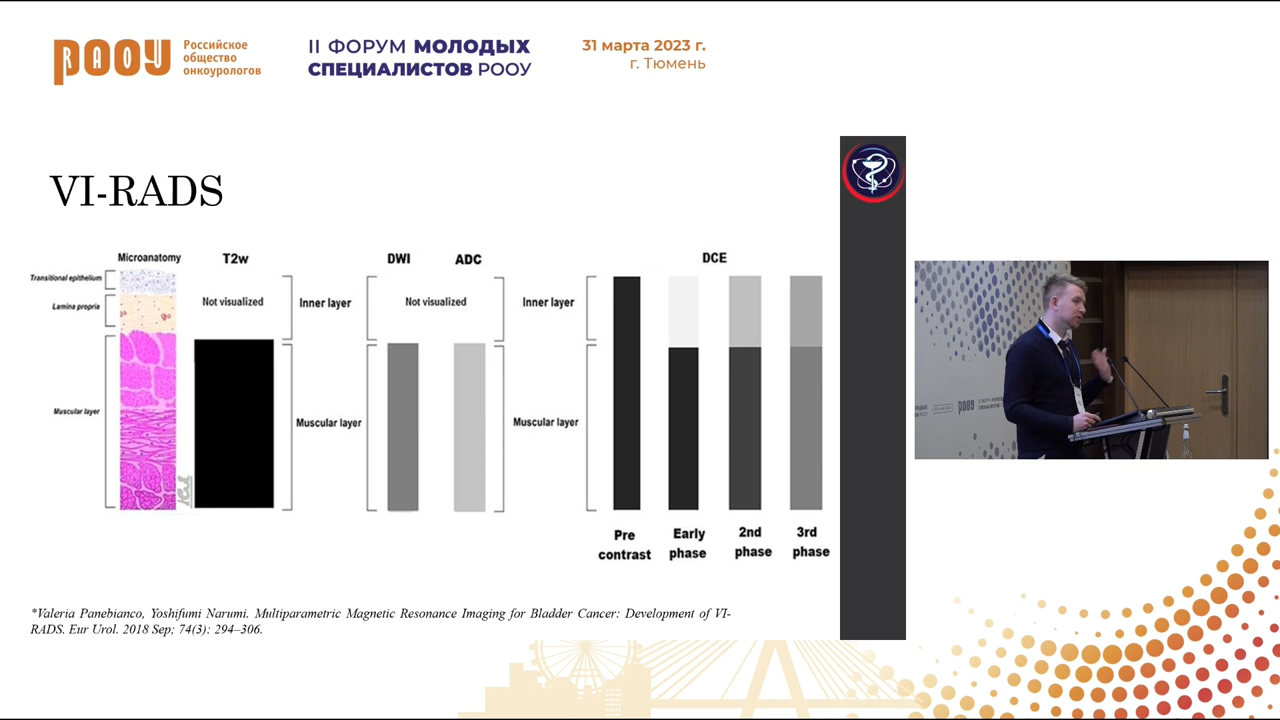 РООУ
RAOU
Российское
общество
онкоурологов
II ФОРУМ МОЛОДЫХ
СПЕЦИАЛИСТОВ РООУ
31 марта 2023 г.
г. Тюмень
VI-RADS
Microanatomy
T2w
DWI
ADC
DCE
Transitional epithelium
Lamina propria
Muscular layer
Not visualized
Inner layer
Muscular layer
Not visualized
Inner layer
Muscular layer
Pre
contrast
Early
phase
2nd
phase
3rd
phase
*Valeria Panebianco, Yoshifumi Narumi. Multiparametric Magnetic Resonance Imaging for Bladder Cancer: Development of VI-
RADS. Eur Urol. 2018 Sep; 74(3): 294–306.
РООУ